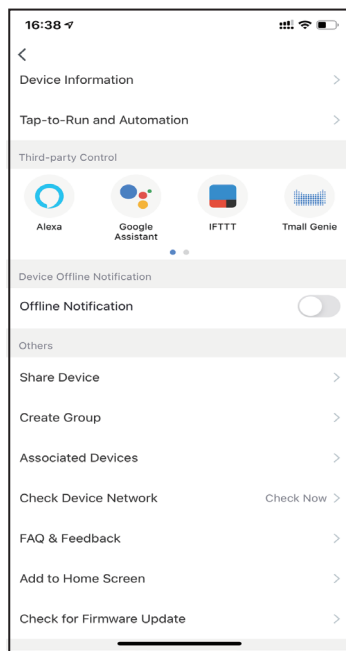 16:38
Device Information
Tap-to-Run and Automation
Third-party Control
Alexa
Google
Assistant
IFTTT
Tmall Genie
Device Offline Notification
Offline Notification
Others
Share Device
Create Group
Associated Devices
Check Device Network
Check Now
FAQ & Feedback
Add to Home Screen
Check for Firmware Update